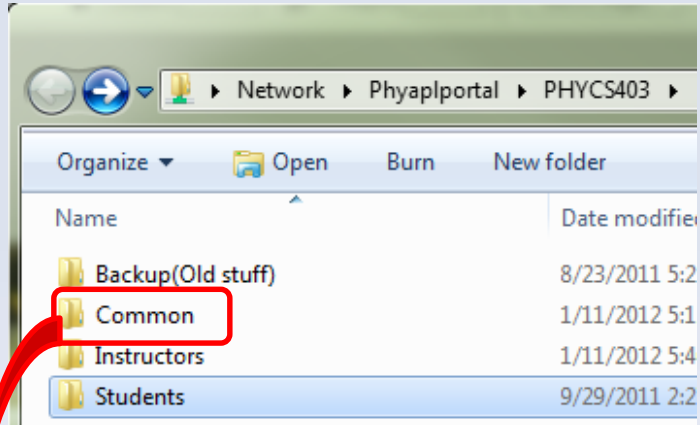 Network Phyaplportal PHYCS403
Organize Open Burn New folder
Name Date modifie
Backup(Old stuff) 8/23/2011 5:2
Common 1/11/2012 5:1
Instructors 1/11/2012 5:4
Students 9/29/2011 2:2